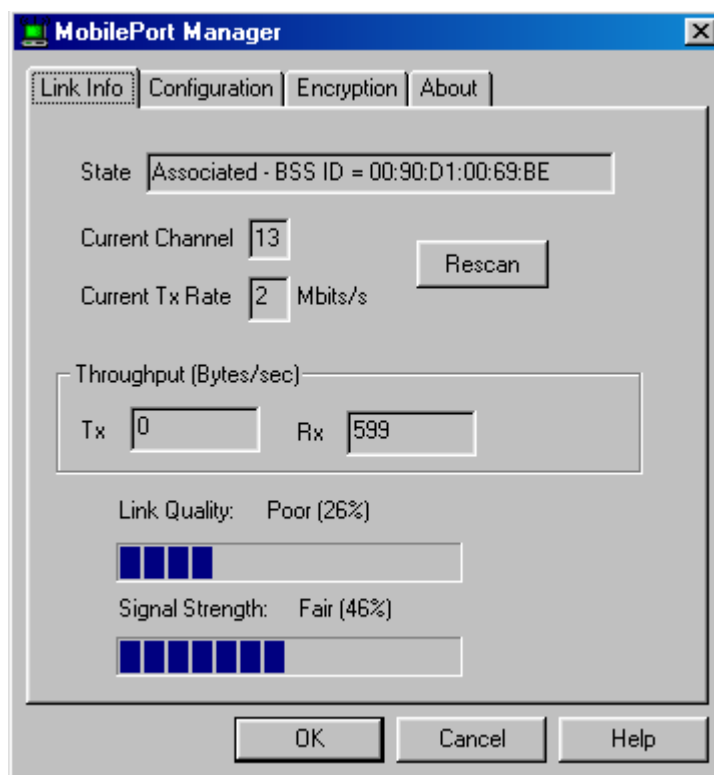 MobilePort Manager
Link Info Configuration Encryption About
State Associated - BSS ID = 00:90:D1:00:69:BE
Current Channel 13
Rescan
Current Tx Rate 2 Mbits/s
Throughput (Bytes/sec)
Tx 0 Rx 599
Link Quality: Poor (26%)
Signal Strength: Fair (46%)
OK Cancel Help